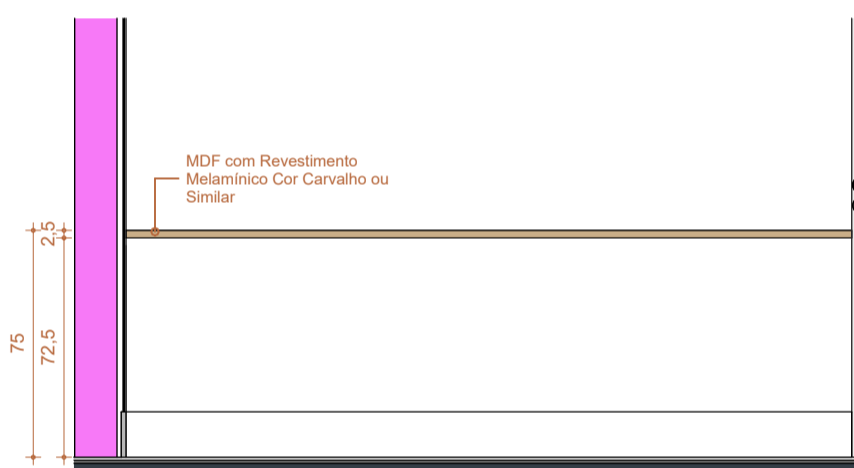 MDF com Revestimento
Melamínico Cor Carvalho ou
Similar
2,5
75
72,5